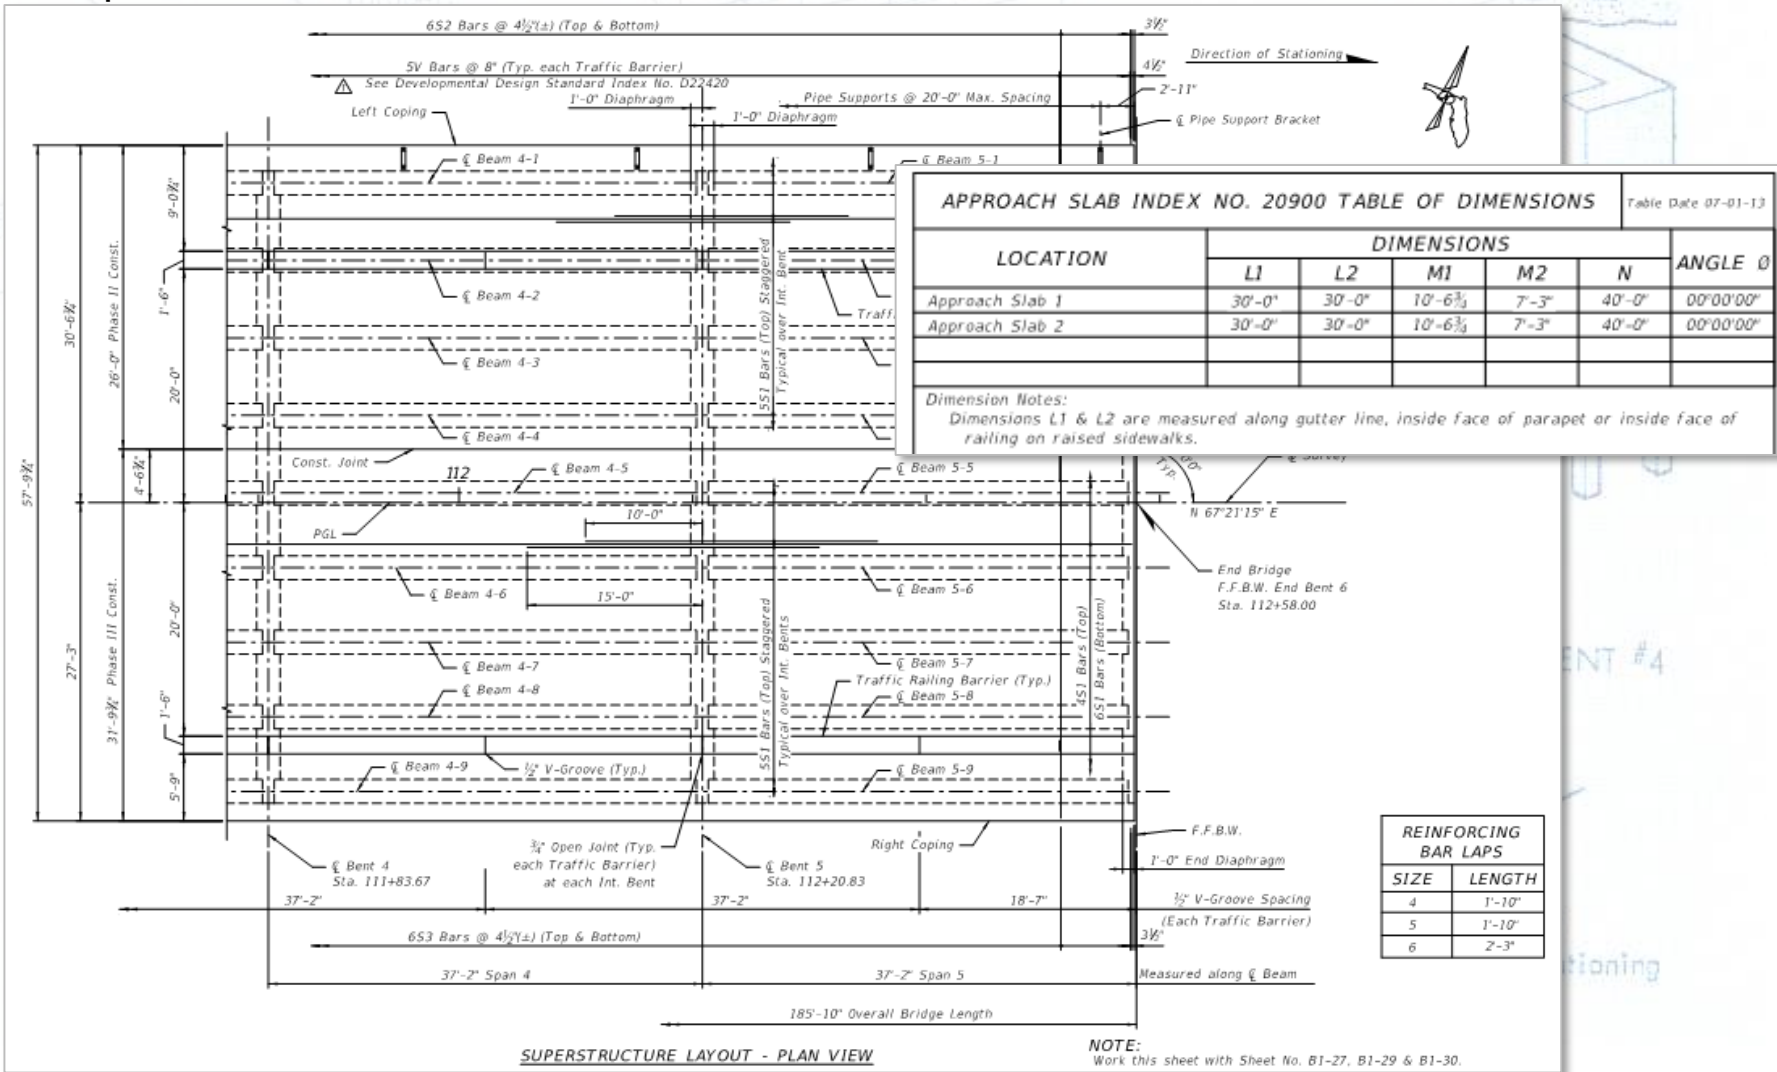 6S2 Bars @ 4½"(±) (Top & Bottom)
3½"
Direction of Stationing
5V Bars @ 8" (Typ. each Traffic Barrier)
4½"
See Developmental Design Standard Index No. D22420
2'-11"
1'-0" Diaphragm
Pipe Supports @ 20'-0" Max. Spacing
Left Coping
1'-0" Diaphragm
℄ Pipe Support Bracket
℄ Beam 4-1
℄ Beam 5-1
9'-0¾"
26'-0" Phase II Const.
1'-6"
30'-6¾"
20'-0"
57'-9¾"
4'-6¾"
℄ Beam 4-2
℄ Beam 4-3
℄ Beam 4-4
5S1 Bars (Top) Staggered
Typical over Int. Bent
Traffi
APPROACH SLAB INDEX NO. 20900 TABLE OF DIMENSIONS
Table Date 07-01-13
LOCATION
DIMENSIONS
ANGLE Ø
L1 L2 M1 M2 N
Approach Slab 1 30'-0" 30'-0" 10'-6¾ 7'-3" 40'-0" 00°00'00"
Approach Slab 2 30'-0" 30'-0" 10'-6¾ 7'-3" 40'-0" 00°00'00"
Dimension Notes:
Dimensions L1 & L2 are measured along gutter line, inside face of parapet or inside face of
railing on raised sidewalks.
Const. Joint
112
℄ Beam 4-5
℄ Beam 5-5
Typ.
℄ Survey
PGL
10'-0"
N 67°21'15" E
End Bridge
F.F.B.W. End Bent 6
Sta. 112+58.00
℄ Beam 4-6
15'-0"
℄ Beam 5-6
27'-3"
31'-9¾" Phase III Const.
20'-0"
1'-6"
5'-9"
5S1 Bars (Top) Staggered
Typical over Int. Bents
4S1 Bars (Top)
6S1 Bars (Bottom)
℄ Beam 4-7
℄ Beam 5-7
ENT #4
Traffic Railing Barrier (Typ.)
℄ Beam 4-8
℄ Beam 5-8
℄ Beam 4-9
½" V-Groove (Typ.)
℄ Beam 5-9
¾" Open Joint (Typ.
each Traffic Barrier)
at each Int. Bent
Right Coping
F.F.B.W.
℄ Bent 4
Sta. 111+83.67
℄ Bent 5
Sta. 112+20.83
1'-0" End Diaphragm
37'-2"
37'-2"
18'-7"
½" V-Groove Spacing
(Each Traffic Barrier)
6S3 Bars @ 4½"(±) (Top & Bottom)
3½"
37'-2" Span 4
37'-2" Span 5
Measured along ℄ Beam
185'-10" Overall Bridge Length
REINFORCING
BAR LAPS
SIZE LENGTH
4 1'-10"
5 1'-10"
6 2'-3"
tioning
SUPERSTRUCTURE LAYOUT - PLAN VIEW
NOTE:
Work this sheet with Sheet No. B1-27, B1-29 & B1-30.